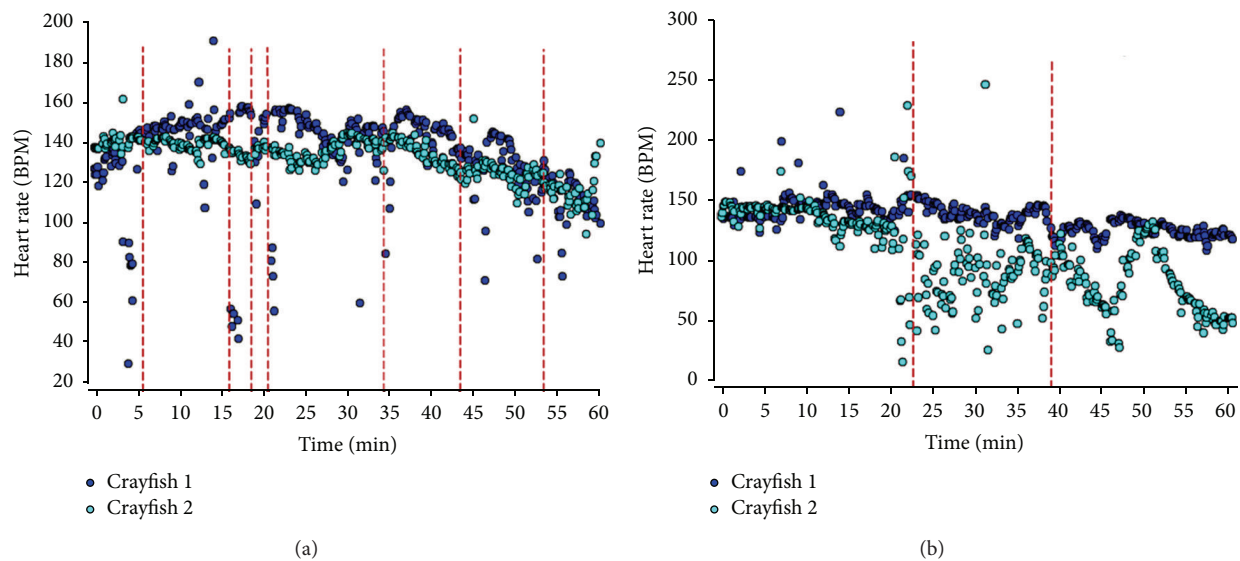 200
180
160
140
120
100
80
60
40
20
Heart rate (BPM)
0 5 10 15 20 25 30 35 40 45 50 55 60
Time (min)
Crayfish 1
Crayfish 2
(a)
300
250
200
150
100
50
0
Heart rate (BPM)
0 5 10 15 20 25 30 35 40 45 50 55 60
Time (min)
Crayfish 1
Crayfish 2
(b)